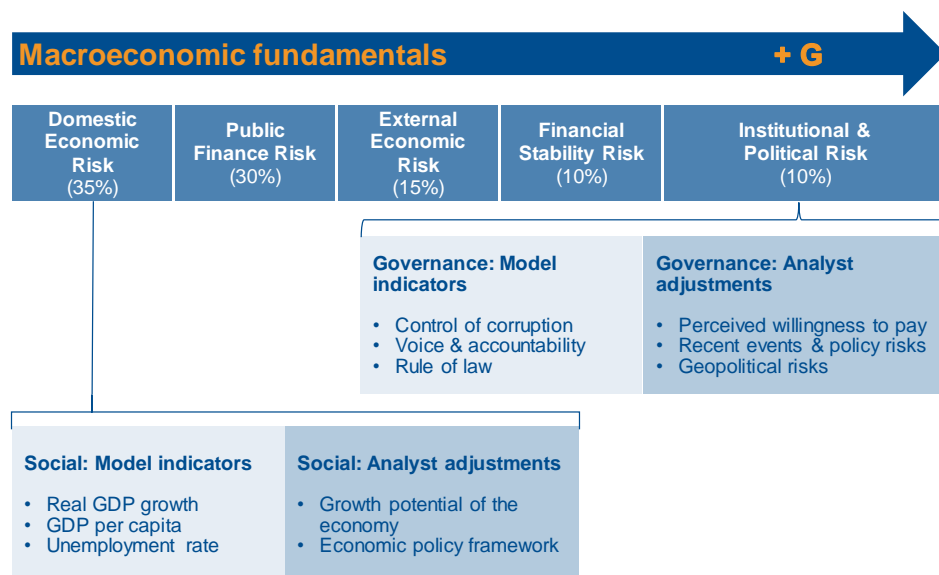 Macroeconomic fundamentals + G
Domestic
Economic
Risk
(35%)
Public
Finance Risk
(30%)
External
Economic
Risk
(15%)
Financial
Stability Risk
(10%)
Institutional &
Political Risk
(10%)
Governance: Model
indicators
• Control of corruption
• Voice & accountability
• Rule of law
Governance: Analyst
adjustments
• Perceived willingness to pay
• Recent events & policy risks
• Geopolitical risks
Social: Model indicators
• Real GDP growth
• GDP per capita
• Unemployment rate
Social: Analyst adjustments
• Growth potential of the
economy
• Economic policy framework